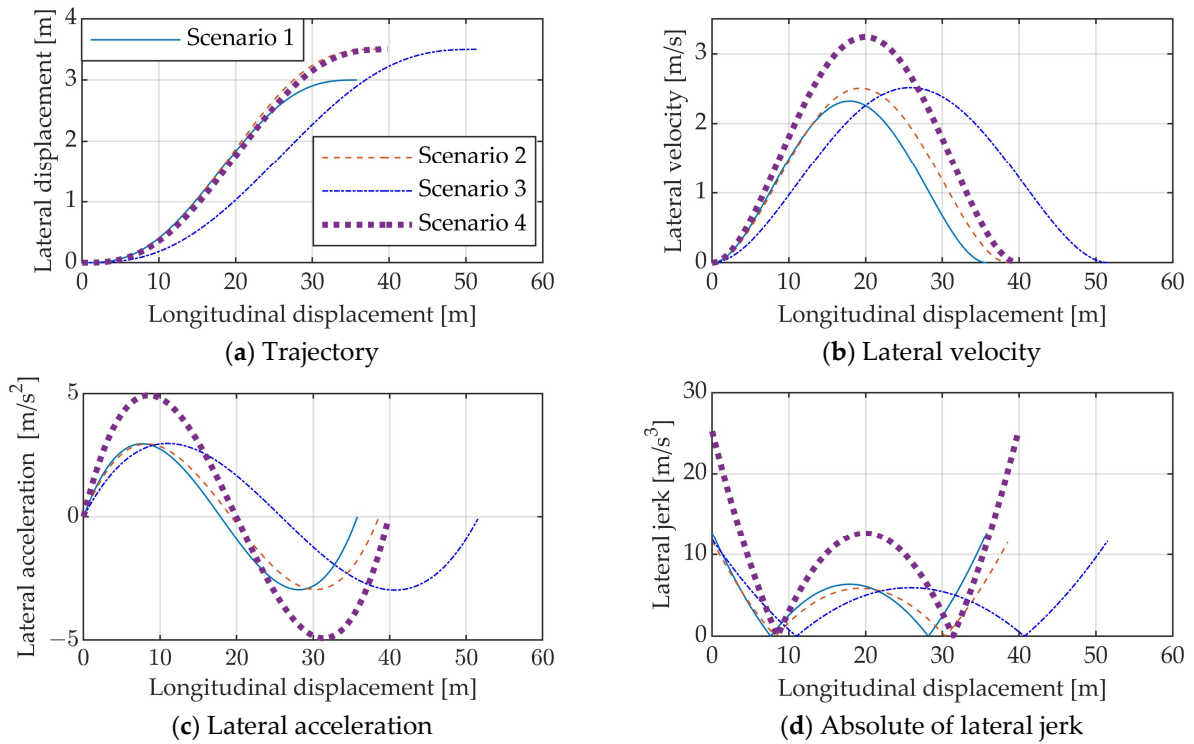 Lateral displacement [m]
4
3
2
1
0
0 10 20 30 40 50 60
Longitudinal displacement [m]
Scenario 1
Scenario 2
Scenario 3
Scenario 4
(a) Trajectory
Lateral velocity [m/s]
3
2
1
0
0 10 20 30 40 50 60
Longitudinal displacement [m]
(b) Lateral velocity
Lateral acceleration [m/s²]
5
0
−5
0 10 20 30 40 50 60
Longitudinal displacement [m]
(c) Lateral acceleration
Lateral jerk [m/s³]
30
20
10
0
0 10 20 30 40 50 60
Longitudinal displacement [m]
(d) Absolute of lateral jerk